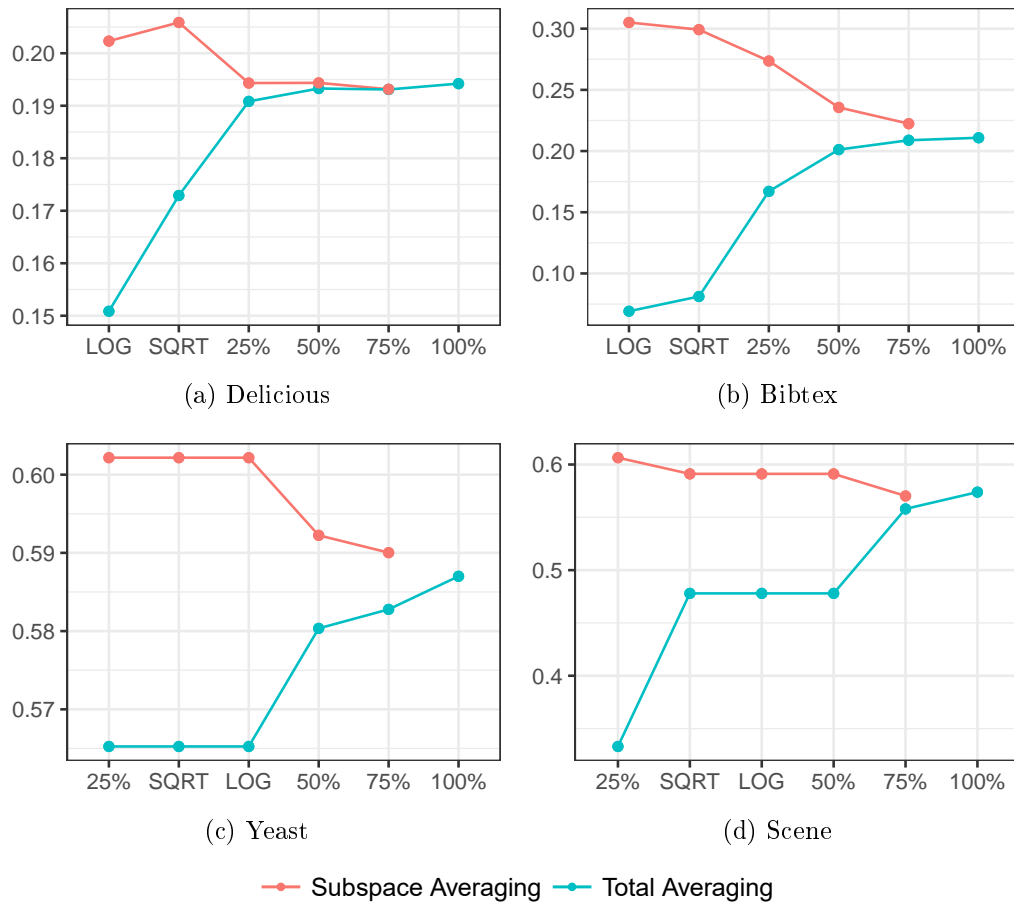 0.20
0.19
0.18
0.17
0.16
0.15
LOG SQRT 25% 50% 75% 100%
(a) Delicious
0.30
0.25
0.20
0.15
0.10
LOG SQRT 25% 50% 75% 100%
(b) Bibtex
0.60
0.59
0.58
0.57
25% SQRT LOG 50% 75% 100%
(c) Yeast
0.6
0.5
0.4
25% SQRT LOG 50% 75% 100%
(d) Scene
Subspace Averaging Total Averaging